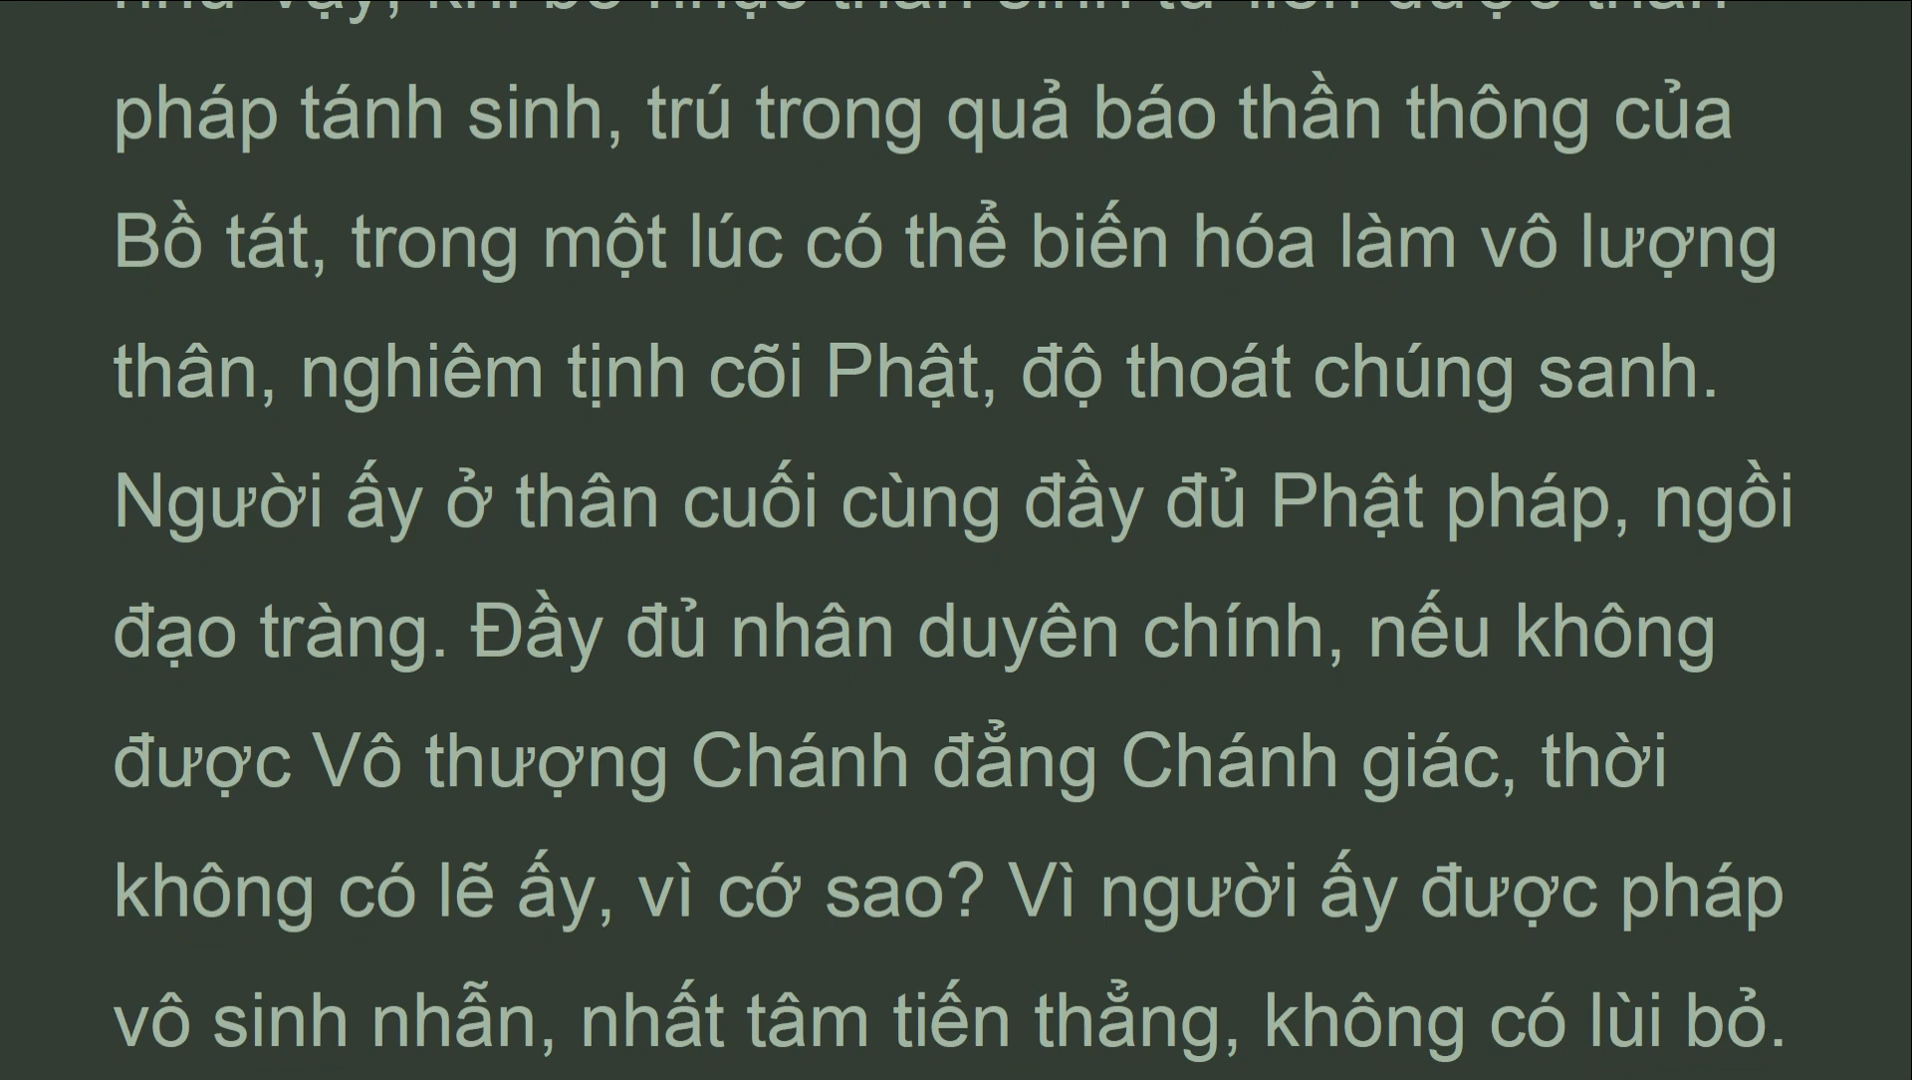 pháp tánh sinh, trú trong quả báo thần thông của
Bồ tát, trong một lúc có thể biến hóa làm vô lượng
thân, nghiêm tịnh cõi Phật, độ thoát chúng sanh.
Người ấy ở thân cuối cùng đầy đủ Phật pháp, ngồi
đạo tràng. Đầy đủ nhân duyên chính, nếu không
được Vô thượng Chánh đẳng Chánh giác, thời
không có lẽ ấy, vì cớ sao? Vì người ấy được pháp
vô sinh nhẫn, nhất tâm tiến thẳng, không có lùi bỏ.